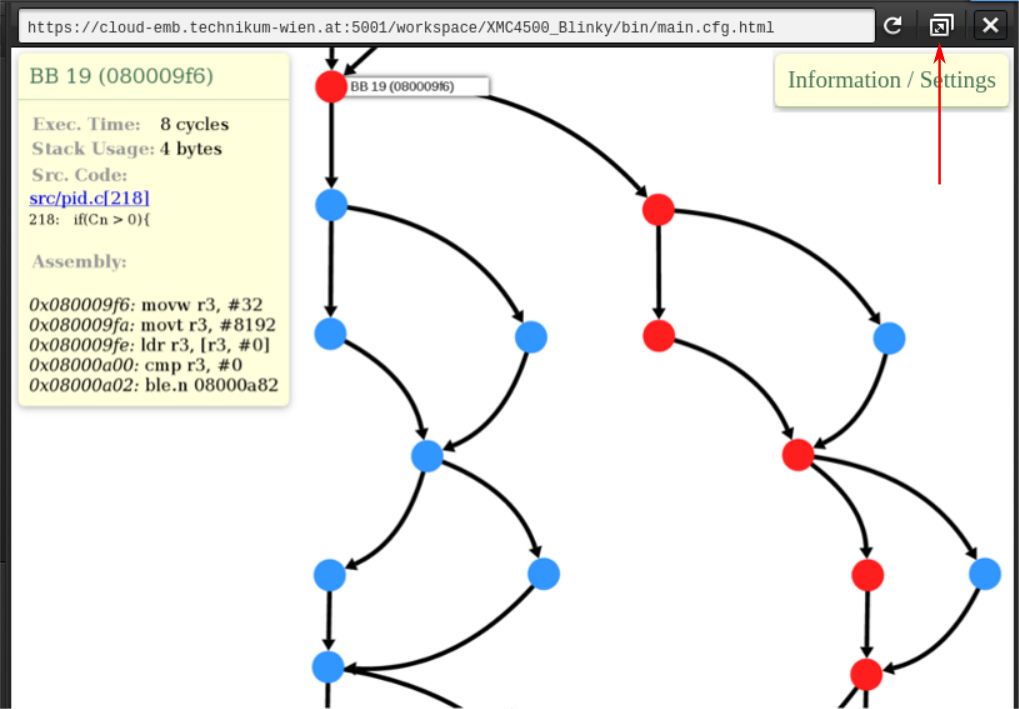 https://cloud-emb.technikum-wien.at:5001/workspace/XMC4500_Blinky/bin/main.cfg.html
BB 19 (080009f6)
Exec. Time: 8 cycles
Stack Usage: 4 bytes
Src. Code:
src/pid.c[218]
218: if(Cn > 0){
Assembly:
0x080009f6: movw r3, #32
0x080009fa: movt r3, #8192
0x080009fe: ldr r3, [r3, #0]
0x08000a00: cmp r3, #0
0x08000a02: ble.n 08000a82
BB 19 (080009f6)
Information / Settings